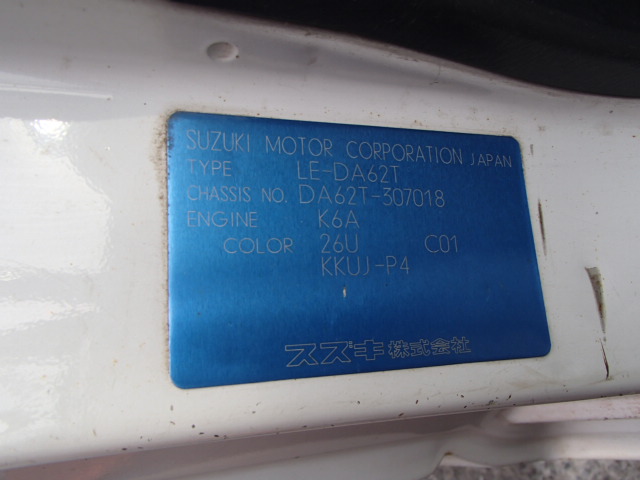 SUZUKI MOTOR CORPORATION JAPAN
TYPE LE-DA62T
CHASSIS NO. DA62T-307018
ENGINE K6A
COLOR 26U C01
KKUJ-P4
スズキ株式会社